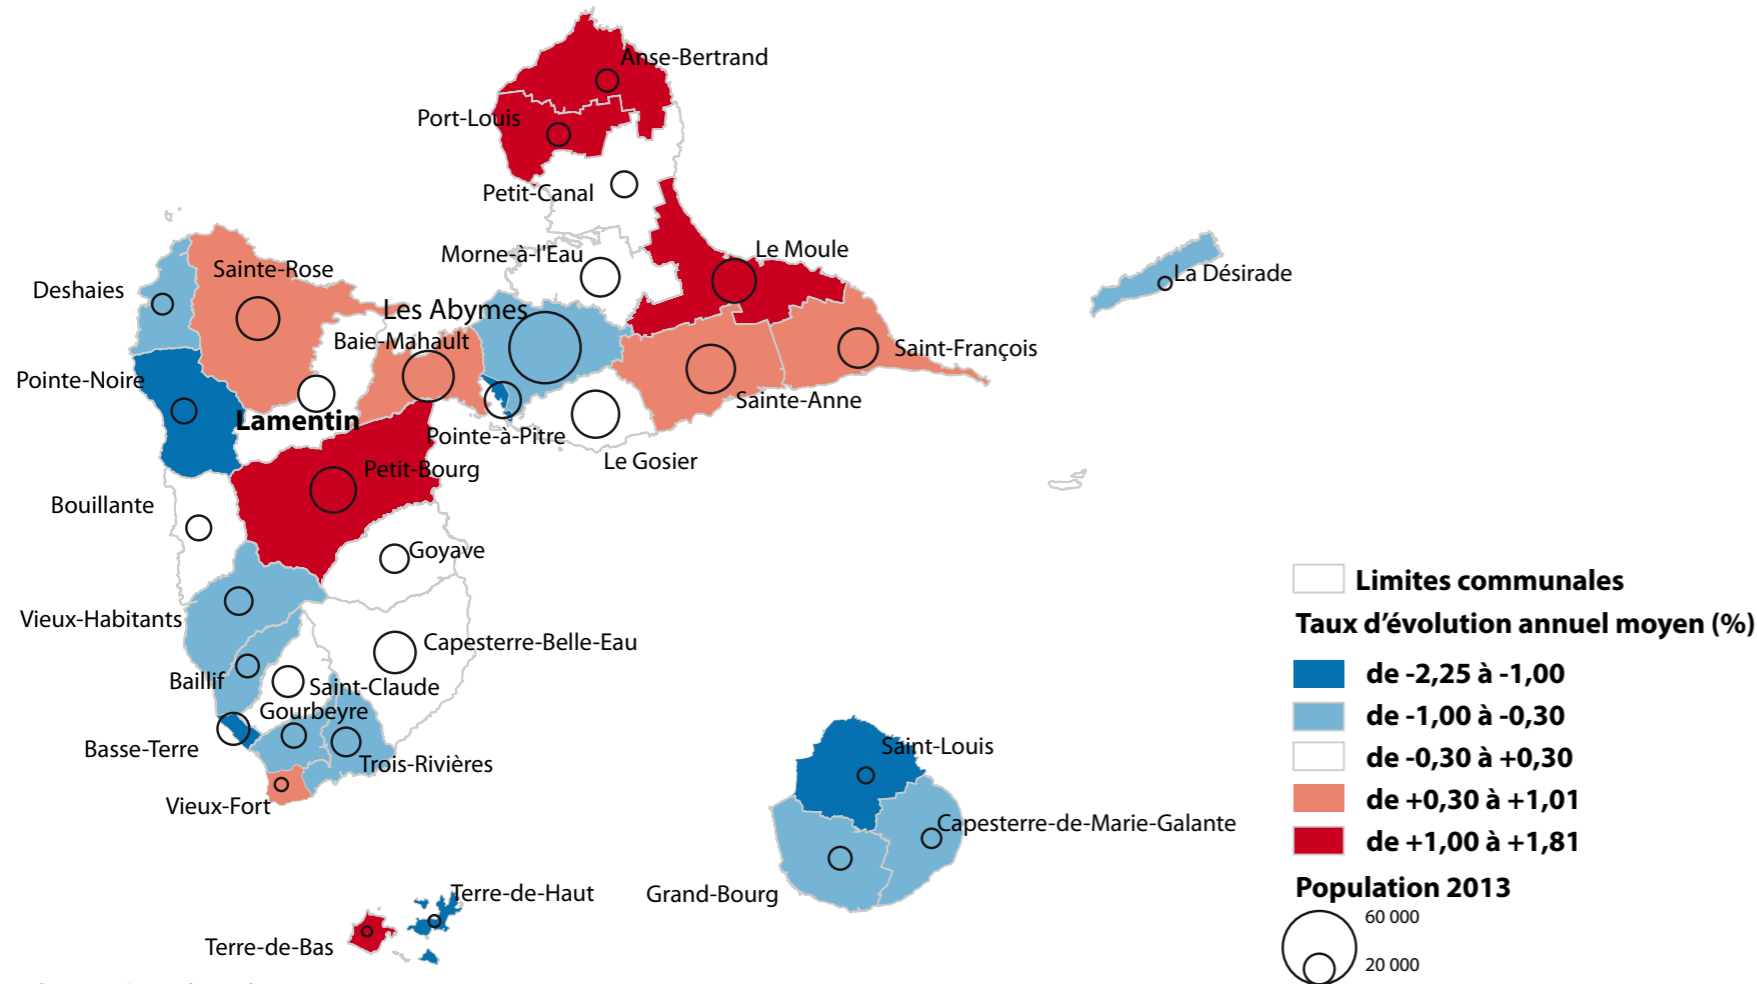 Anse-Bertrand
Port-Louis
Petit-Canal
Morne-à-l'Eau
Le Moule
Sainte-Rose
La Désirade
Deshaies
Les Abymes
Baie-Mahault
Saint-François
Pointe-Noire
Sainte-Anne
Lamentin
Pointe-à-Pitre
Le Gosier
Petit-Bourg
Bouillante
Goyave
Vieux-Habitants
Capesterre-Belle-Eau
Baillif
Saint-Claude
Gourbeyre
Basse-Terre
Trois-Rivières
Vieux-Fort
Saint-Louis
Capesterre-de-Marie-Galante
Grand-Bourg
Terre-de-Haut
Terre-de-Bas
Limites communales
Taux d’évolution annuel moyen (%)
de -2,25 à -1,00
de -1,00 à -0,30
de -0,30 à +0,30
de +0,30 à +1,01
de +1,00 à +1,81
Population 2013
60 000
20 000